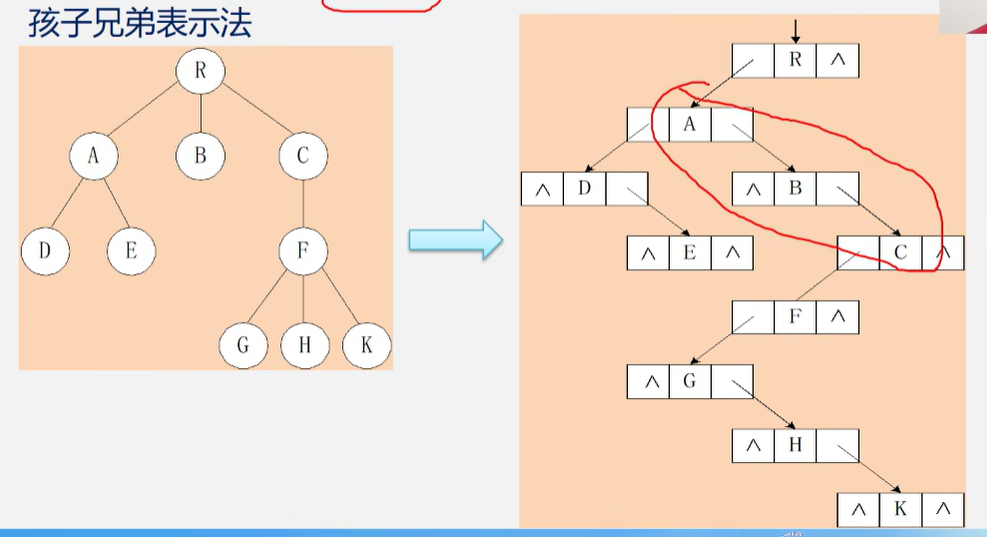 孩子兄弟表示法
R
A B C
D E F
G H K
R ∧
A
∧ D
∧ B
∧ E ∧
C ∧
F ∧
∧ G
∧ H
∧ K ∧